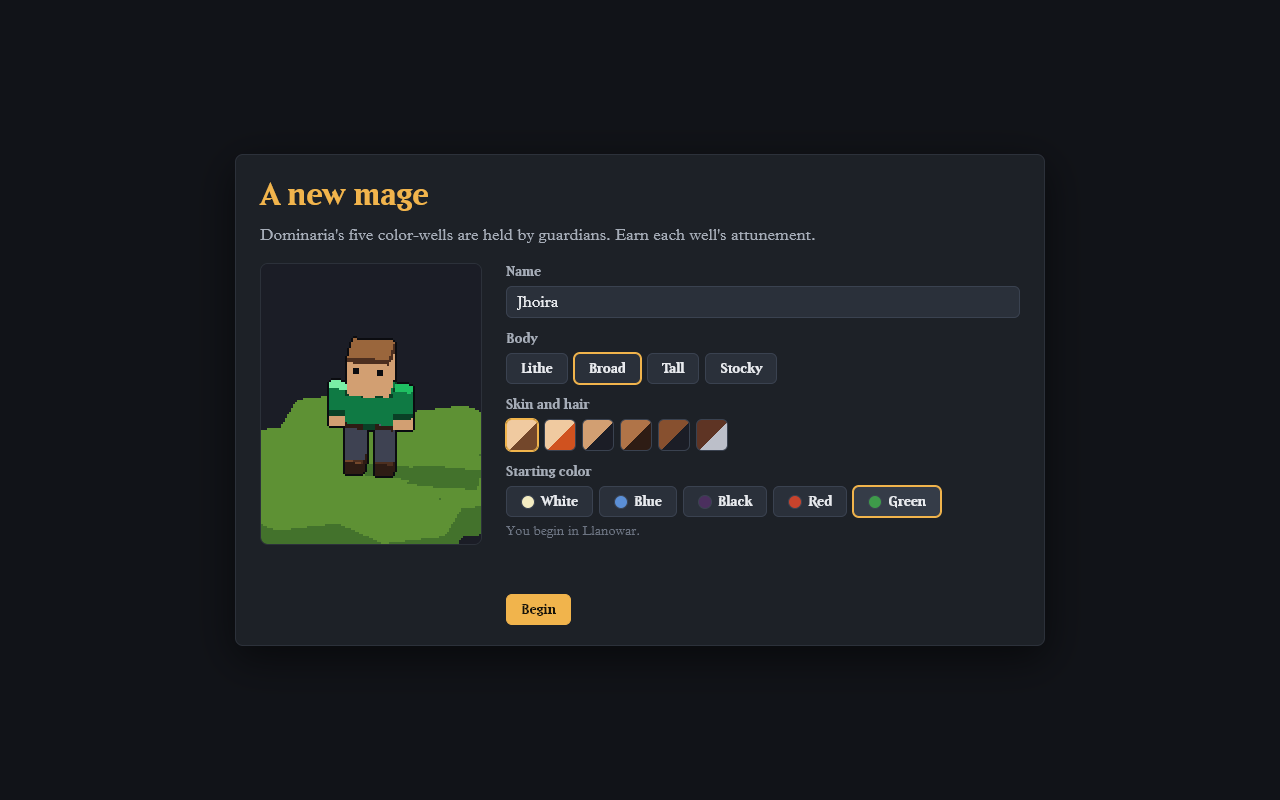 A new mage
Dominaria's five color-wells are held by guardians. Earn each well's attunement.
Name
Jhoira
Body
Lithe Broad Tall Stocky
Skin and hair
Starting color
White Blue Black Red Green
You begin in Llanowar.
Begin